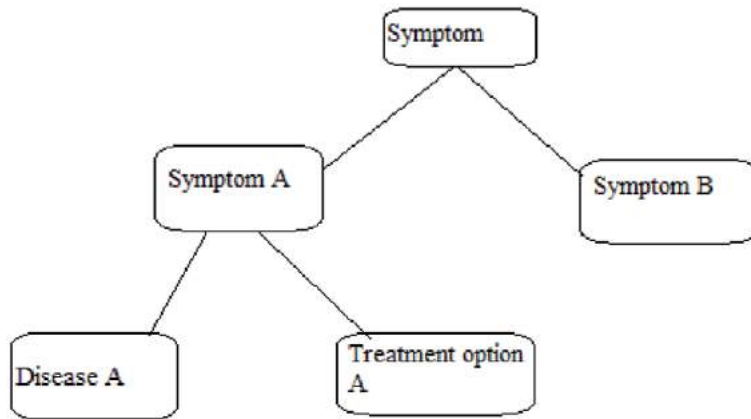 Symptom
Symptom A
Symptom B
Disease A
Treatment option
A